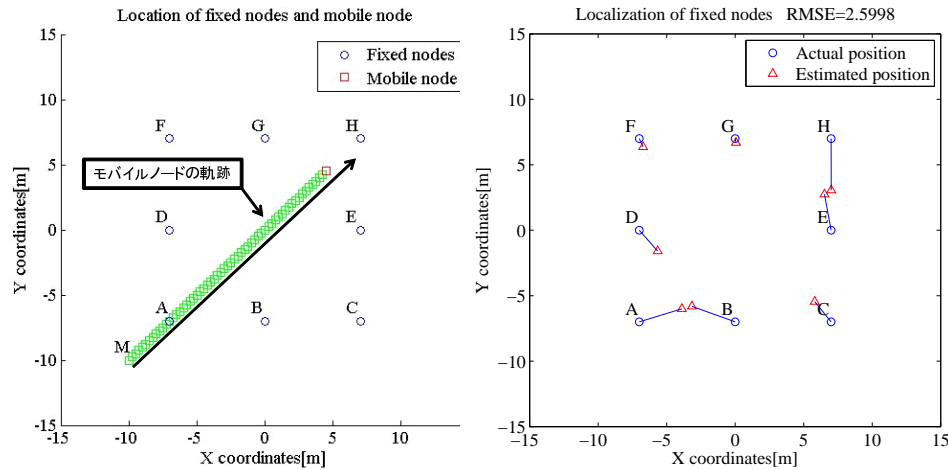 Location of fixed nodes and mobile node
15
10
5
0
-5
-10
-15
-15
-10
-5
0
5
10
X coordinates[m]
Y coordinates[m]
Fixed nodes
Mobile node
F
G
H
モバイルノードの軌跡
D
E
A
B
C
M
Localization of fixed nodes RMSE=2.5998
15
10
5
0
−5
−10
−15
−15
−10
−5
0
5
10
15
X coordinates[m]
Y coordinates[m]
Actual position
Estimated position
F
G
H
D
E
A
B
C